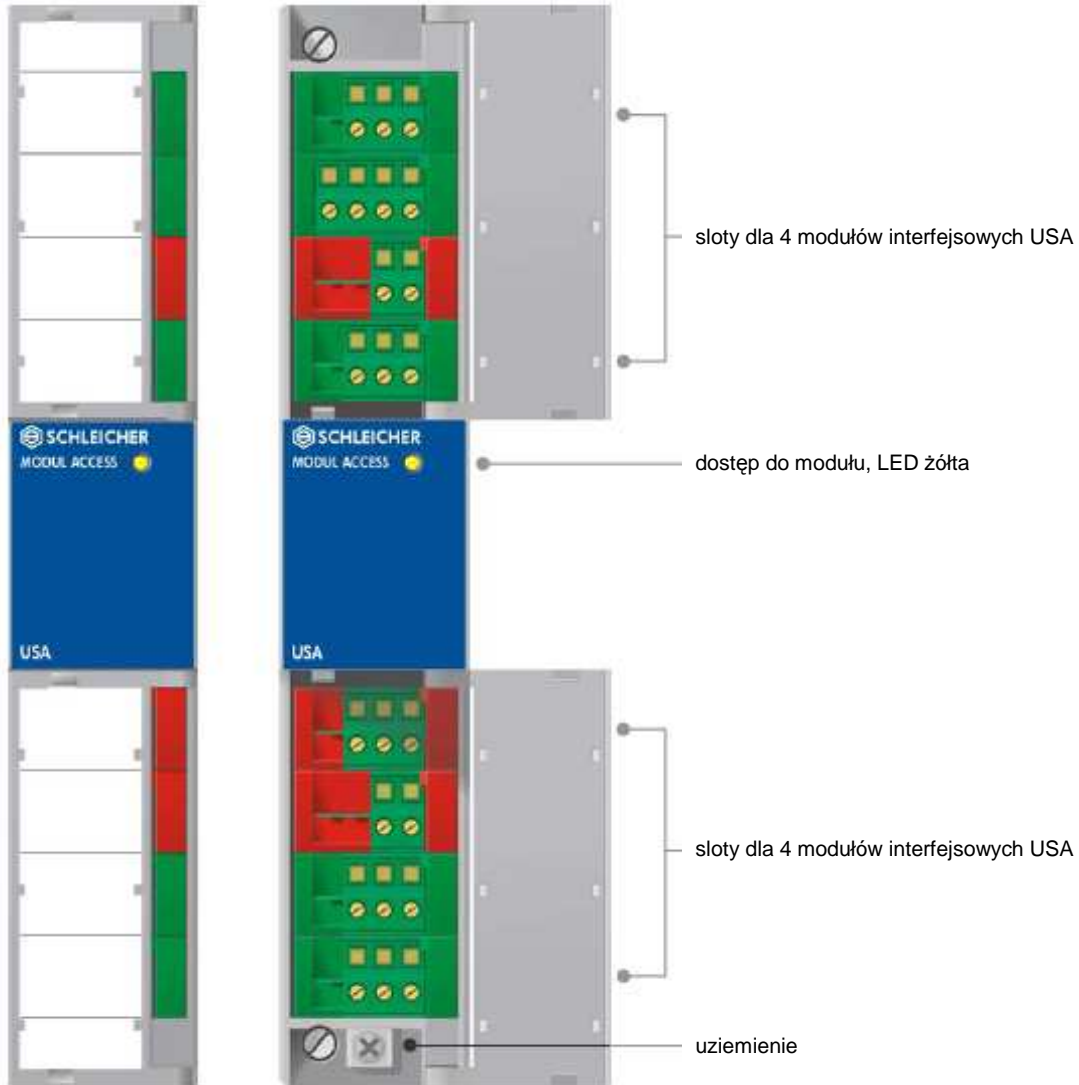 sloty dla 4 modułów interfejsowych USA
SCHLEICHER
MODUL ACCESS
SCHLEICHER
MODUL ACCESS
dostęp do modułu, LED żółta
USA
USA
sloty dla 4 modułów interfejsowych USA
uziemienie